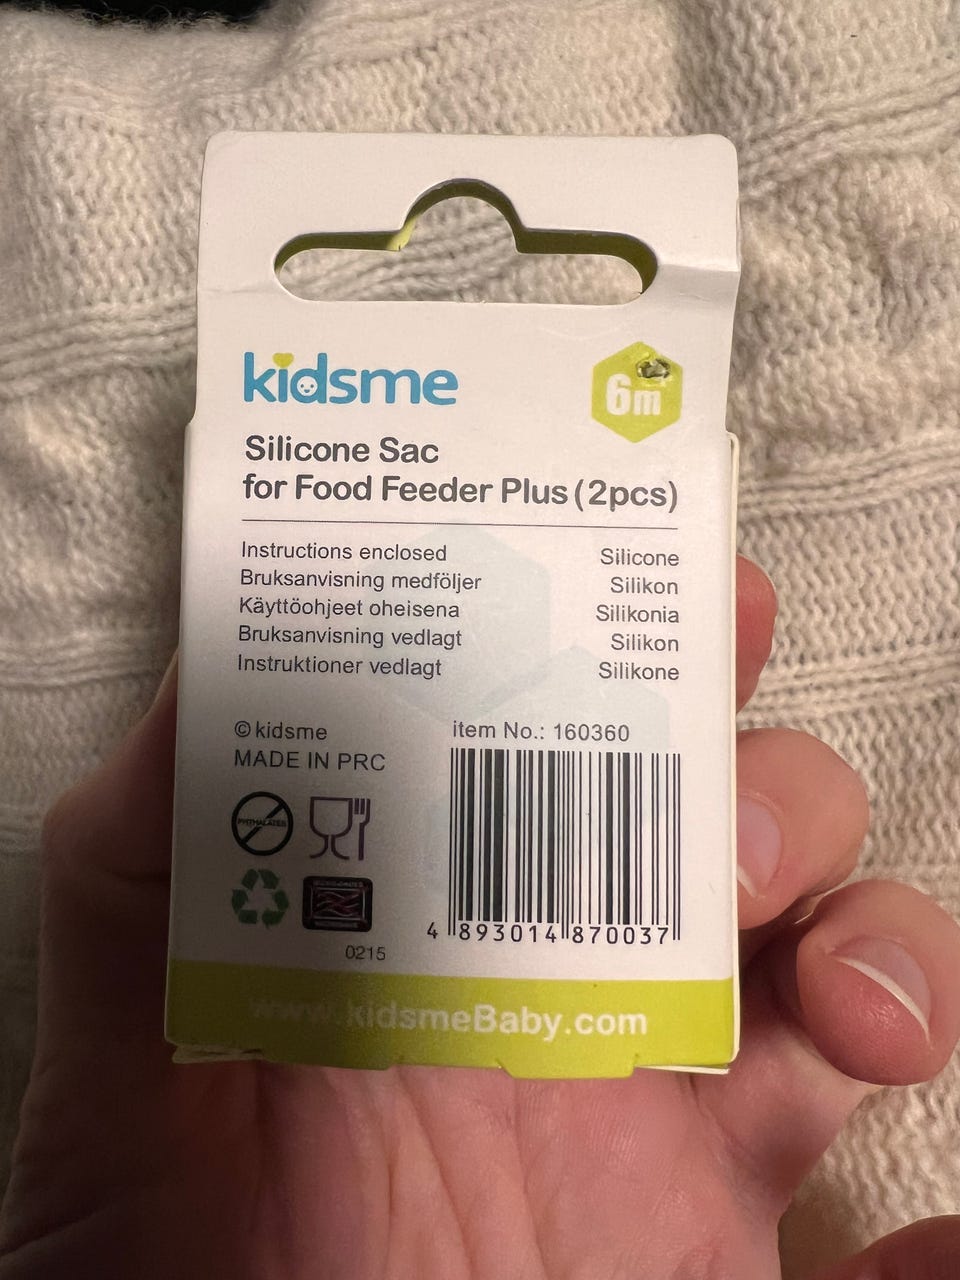 kidsme
6m+
Silicone Sac
for Food Feeder Plus (2pcs)
Instructions enclosed Silicone
Bruksanvisning medföljer Silikon
Käyttöohjeet oheisena Silikonia
Bruksanvisning vedlagt Silikon
Instruktioner vedlagt Silikone
© kidsme
MADE IN PRC
item No.: 160360
PHTHALATES
0215
4 893014 870037
www.kidsmeBaby.com